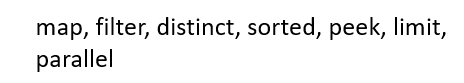 map, filter, distinct, sorted, peek, limit,
parallel